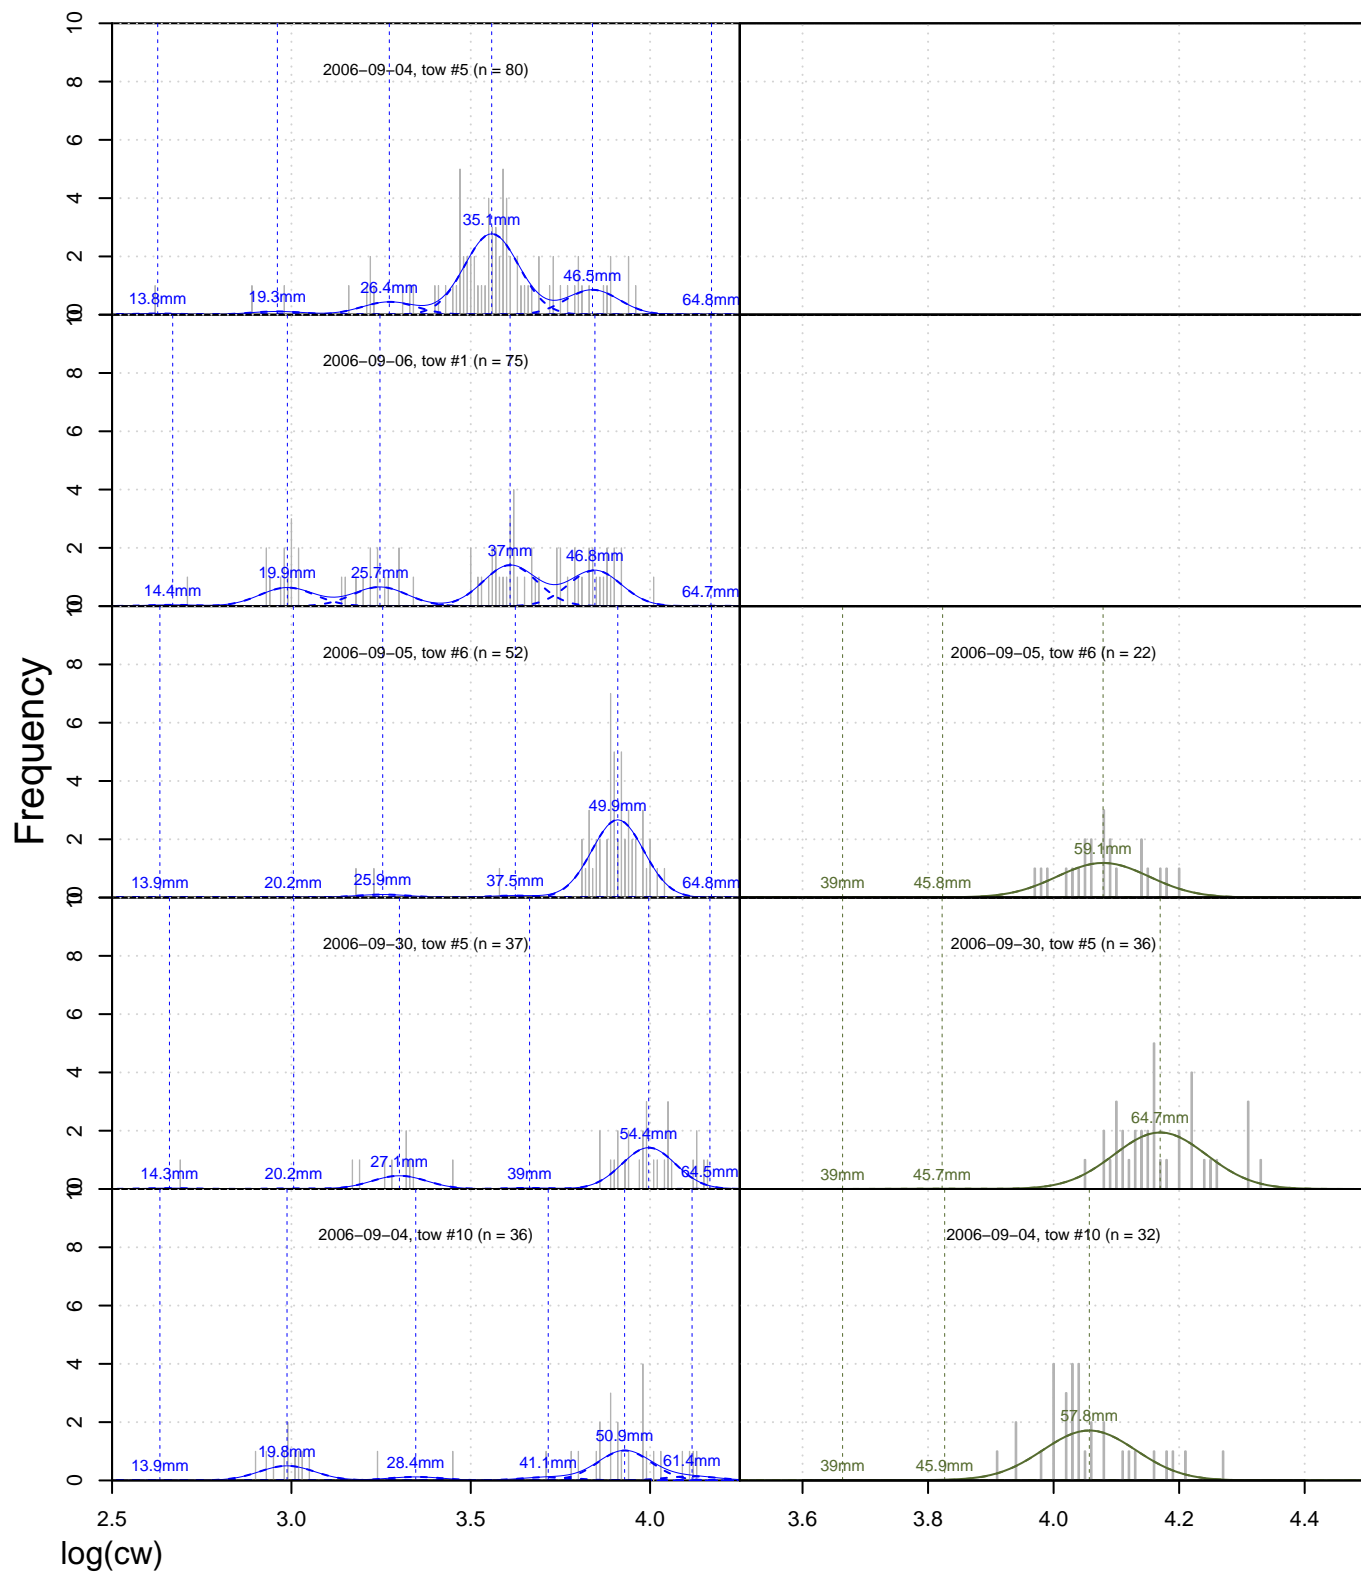 10
8
6
4
2
0
2006−09−04, tow #5 (n = 80)
13.8mm 19.3mm 26.4mm 35.1mm 46.5mm 64.8mm
10
8
6
4
2
0
2006−09−06, tow #1 (n = 75)
14.4mm 19.9mm 25.7mm 37mm 46.8mm 64.7mm
10
8
6
4
2
0
2006−09−05, tow #6 (n = 52)
13.9mm 20.2mm 25.9mm 37.5mm 49.9mm 64.8mm
2006−09−05, tow #6 (n = 22)
39mm 45.8mm 59.1mm
Frequency
10
8
6
4
2
0
2006−09−30, tow #5 (n = 37)
14.3mm 20.2mm 27.1mm 39mm 54.4mm 64.5mm
2006−09−30, tow #5 (n = 36)
39mm 45.7mm 64.7mm
10
8
6
4
2
0
2006−09−04, tow #10 (n = 36)
13.9mm 19.8mm 28.4mm 41.1mm 50.9mm 61.4mm
2006−09−04, tow #10 (n = 32)
39mm 45.9mm 57.8mm
2.5 3.0 3.5 4.0 3.6 3.8 4.0 4.2 4.4
log(cw)